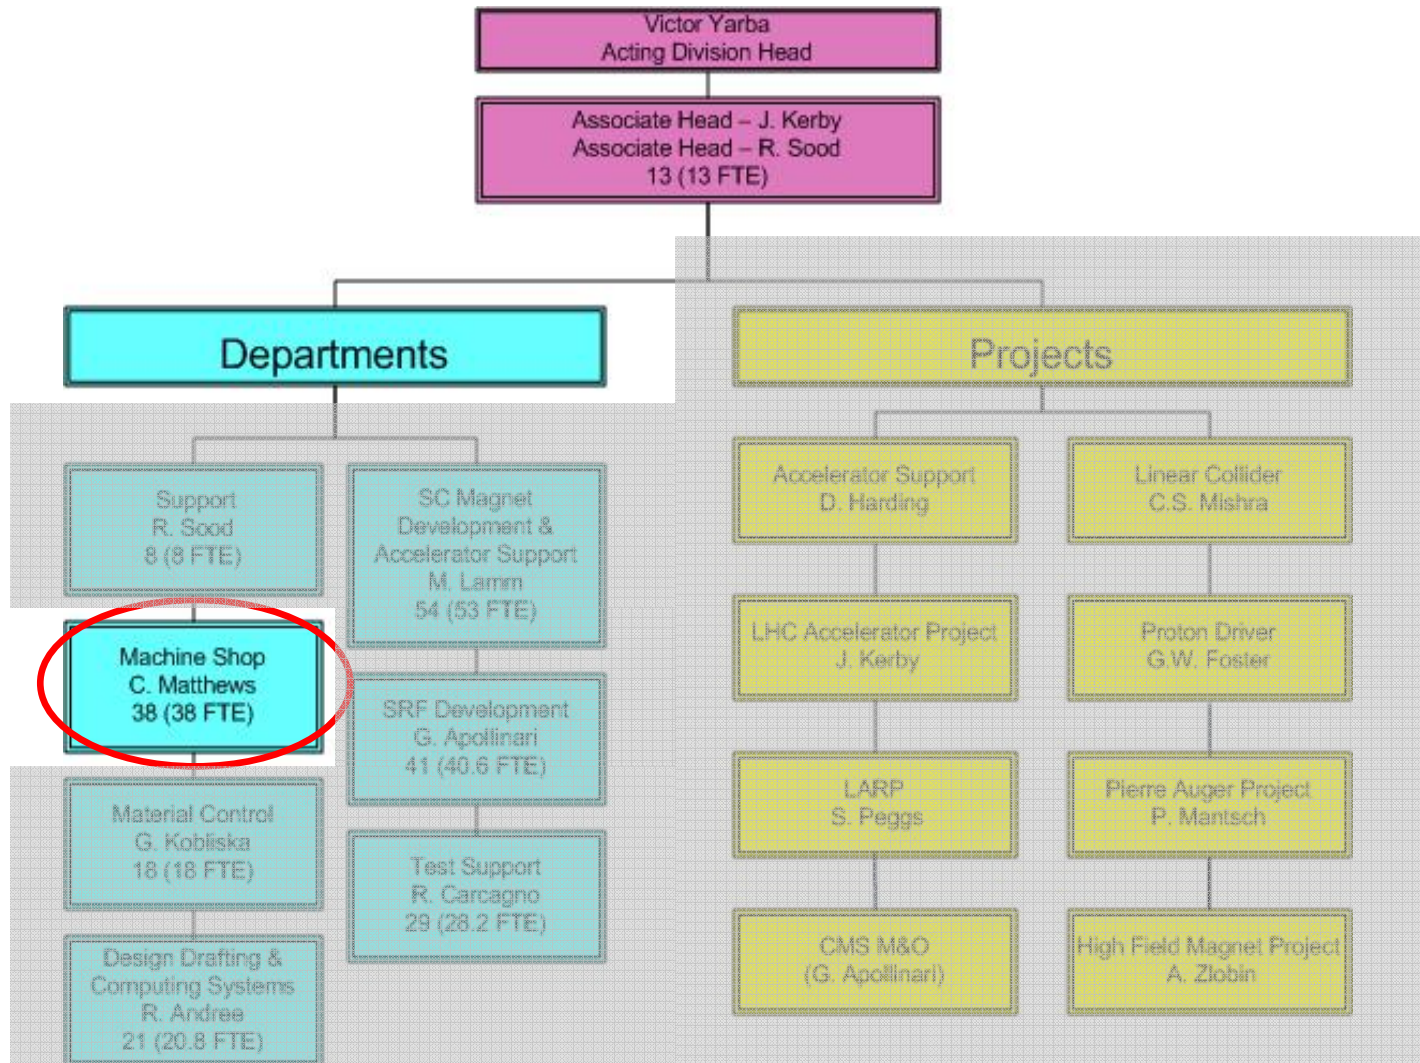 Victor Yarba
Acting Division Head
Associate Head – J. Kerby
Associate Head – R. Sood
13 (13 FTE)
Departments
Support
R. Sood
8 (8 FTE)
Machine Shop
C. Matthews
38 (38 FTE)
Material Control
G. Kobliska
18 (18 FTE)
Design Drafting &
Computing Systems
R. Andree
21 (20.8 FTE)
SC Magnet
Development &
Accelerator Support
M. Lamm
54 (53 FTE)
SRF Development
G. Apollinari
41 (40.6 FTE)
Test Support
R. Carcagno
29 (28.2 FTE)
Projects
Accelerator Support
D. Harding
LHC Accelerator Project
J. Kerby
LARP
S. Peggs
CMS M&O
(G. Apollinari)
Linear Collider
C.S. Mishra
Proton Driver
G.W. Foster
Pierre Auger Project
P. Mantsch
High Field Magnet Project
A. Zlobin